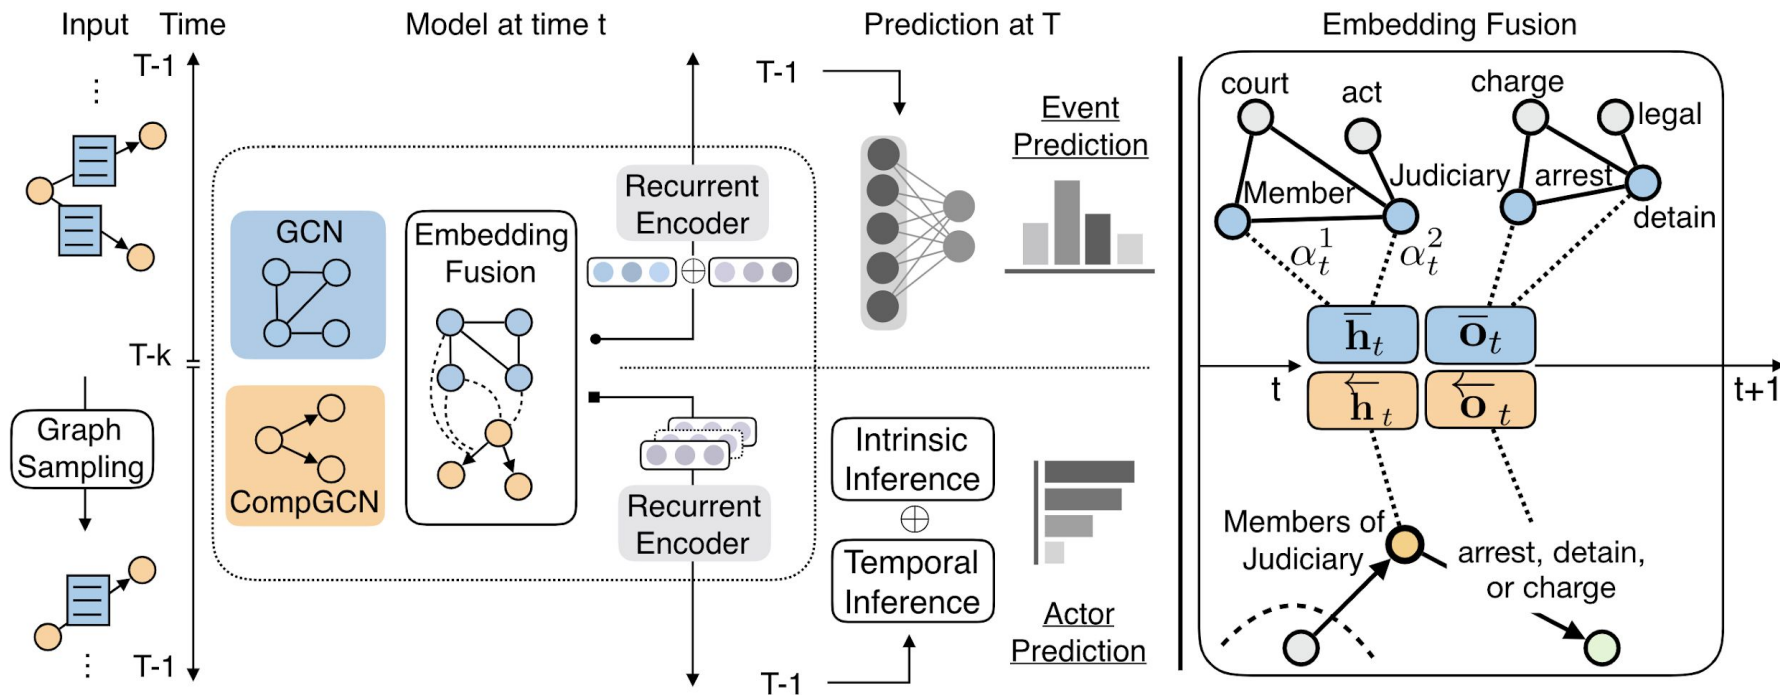 Input
Time
Model at time t
Prediction at T
Embedding Fusion
T-1
⋮
T-k
Graph
Sampling
⋮
T-1
GCN
CompGCN
Embedding
Fusion
Recurrent
Encoder
⊕
Recurrent
Encoder
T-1
Event
Prediction
Intrinsic
Inference
⊕
Temporal
Inference
T-1
Actor
Prediction
court
act
charge
legal
Member
Judiciary
arrest
detain
α_t^1
α_t^2
h̅_t
o̅_t
t
t+1
h⃖_t
o⃖_t
Members of
Judiciary
arrest, detain,
or charge